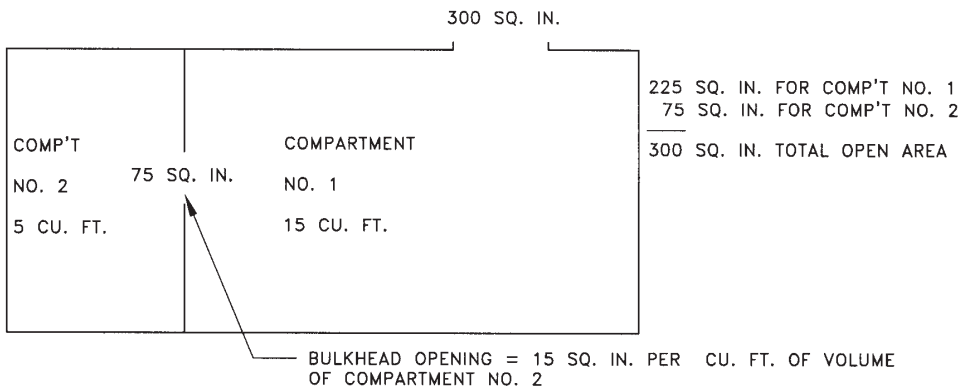 300 SQ. IN.
225 SQ. IN. FOR COMP'T NO. 1
75 SQ. IN. FOR COMP'T NO. 2
300 SQ. IN. TOTAL OPEN AREA
COMP'T
NO. 2
5 CU. FT.
75 SQ. IN.
COMPARTMENT
NO. 1
15 CU. FT.
BULKHEAD OPENING = 15 SQ. IN. PER CU. FT. OF VOLUME
OF COMPARTMENT NO. 2